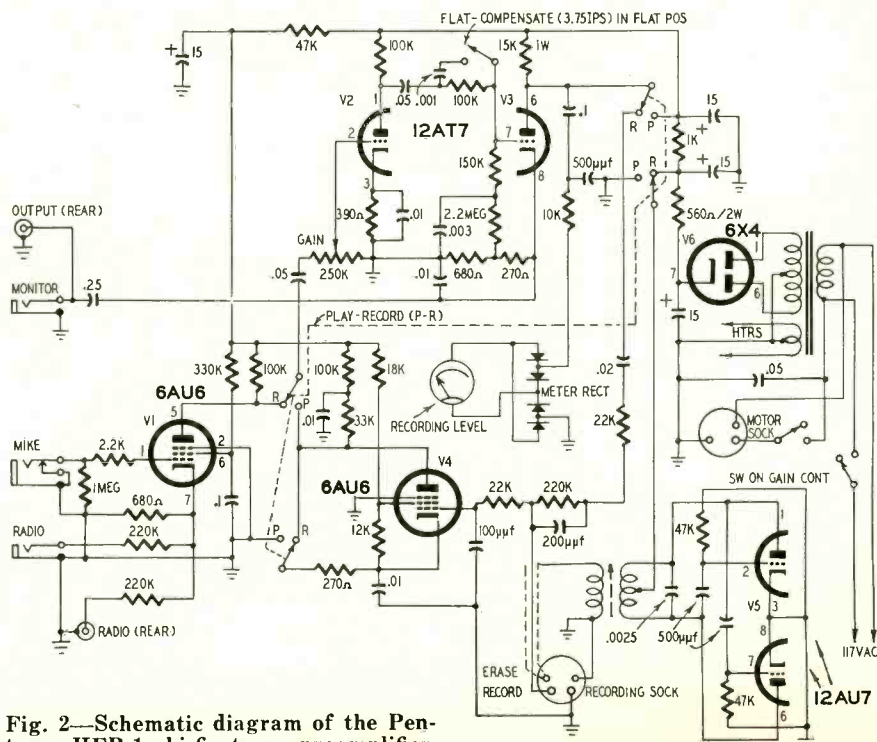 FLAT-COMPENSATE (3.75IPS) IN FLAT POS
+
15
47K
100K
15K
1W
V2
1
.05
.001
100K
V3
6
.1
R P
15
+
2
12AT7
7
1K
+
3
150K
8
500µµf
P R
15
OUTPUT (REAR)
390Ω
.01
2.2MEG
.003
10K
560Ω/2W
6X4
V6
1
GAIN
.05
250K
.01
680Ω
270Ω
7
6
MONITOR
.25
+
15
PLAY-RECORD (P-R)
HTRS
330K
100K
100K
18K
.02
.05
6AU6
R P
METER RECT
V1
5
.01
33K
RECORDING LEVEL
22K
MOTOR SOCK
MIKE
2.2K
1
2
6
V4
SW ON GAIN CONT
1MEG
7
6AU6
22K
220K
680Ω
.1
47K
1
RADIO
220K
P R
12K
100µµf
200µµf
2
3
220K
270Ω
.01
V5
.0025
500µµf
8
117VAC
RADIO (REAR)
ERASE
7
RECORD
RECORDING SOCK
47K
6
12AU7
Fig. 2—Schematic diagram of the Pen-